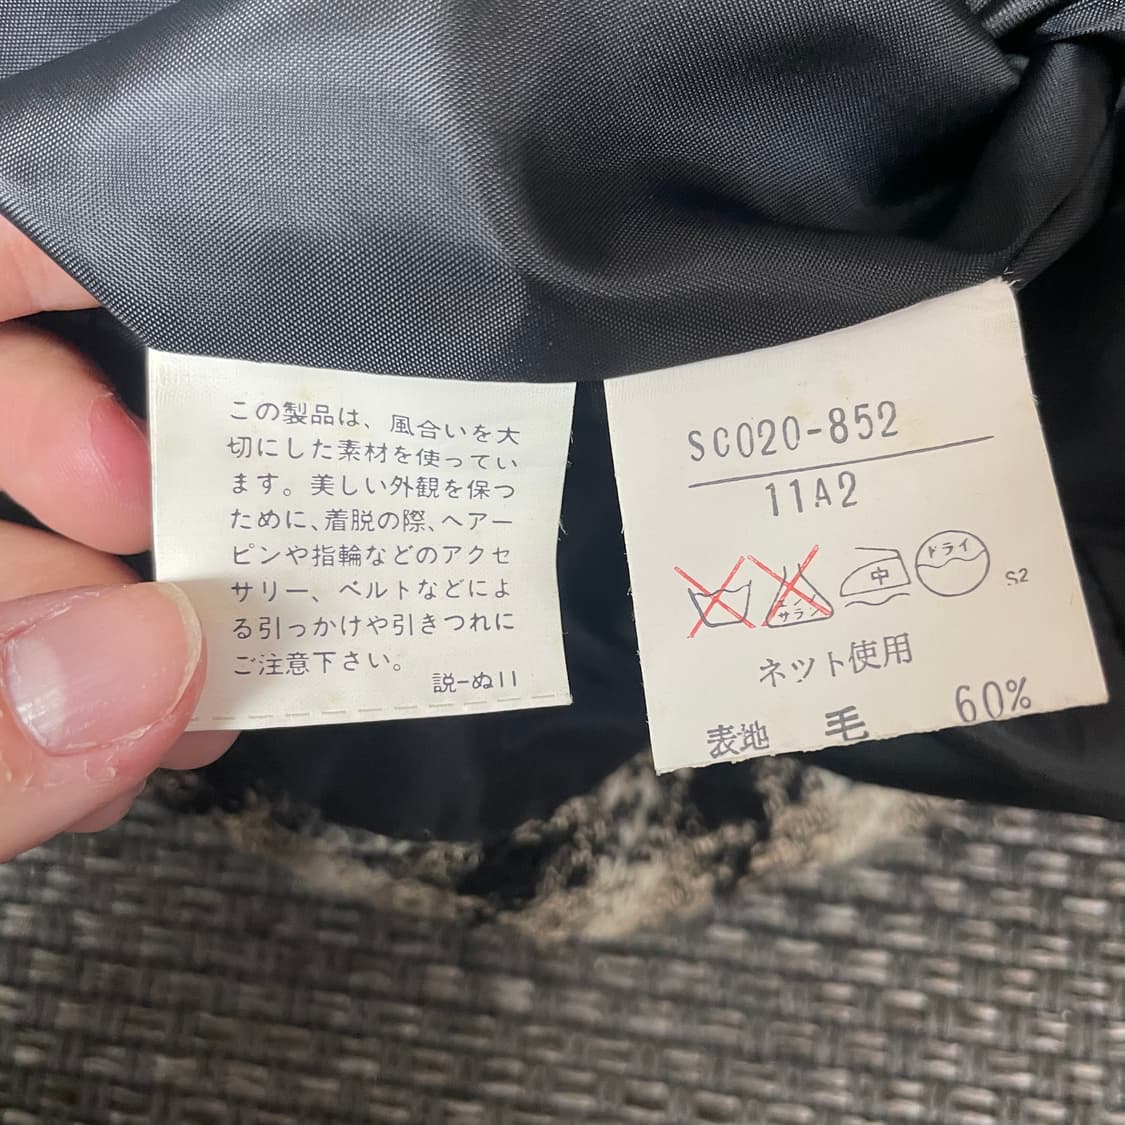 この製品は、風合いを大
切にした素材を使ってい
ます。美しい外観を保つ
ために、着脱の際、ヘアー
ピンや指輪などのアクセ
サリー、ベルトなどによ
る引っかけや引きつれに
ご注意下さい。
説-ぬ11
SC020-852
11A2
エンソ
サラシ
中
ドライ
S2
ネット使用
表地 毛 60%